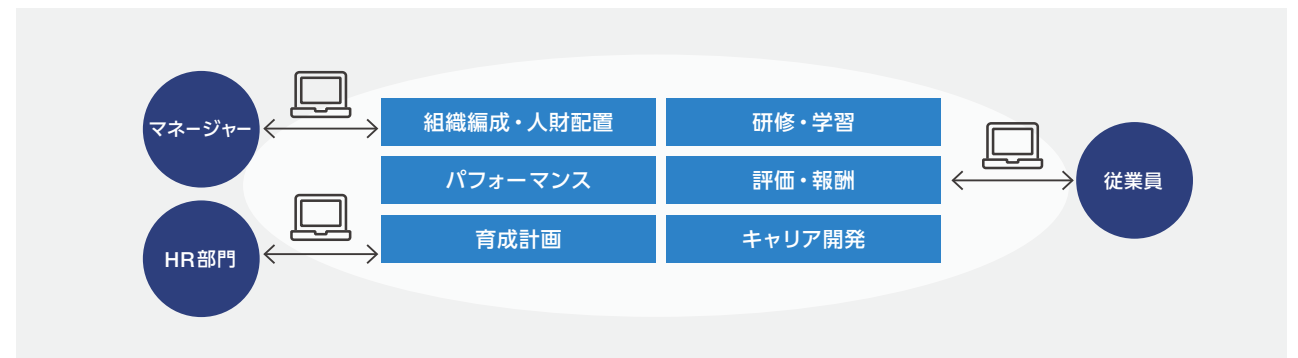 マネージャー
組織編成・人財配置
研修・学習
パフォーマンス
評価・報酬
従業員
HR部門
育成計画
キャリア開発